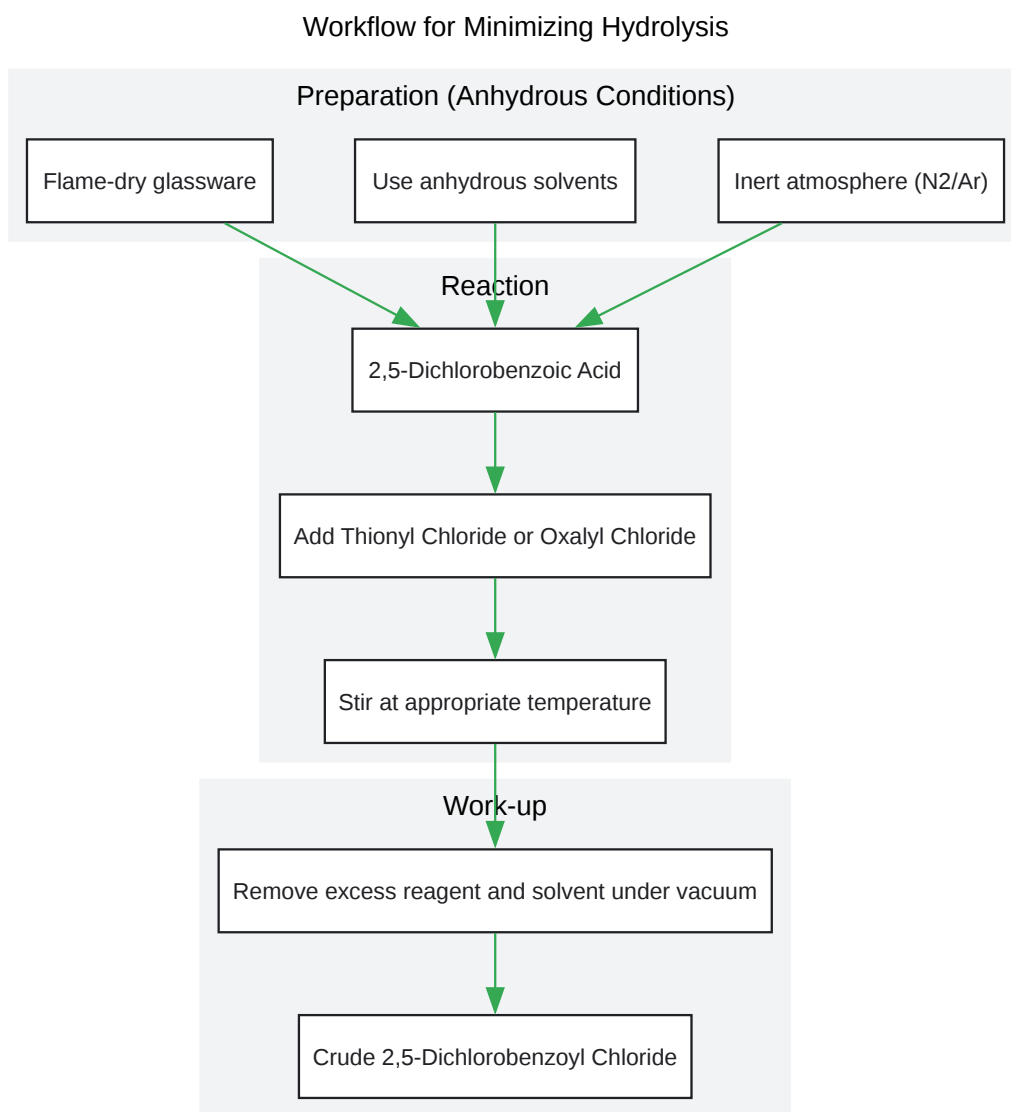 Workflow for Minimizing Hydrolysis
Preparation (Anhydrous Conditions)
Flame-dry glassware
Use anhydrous solvents
Inert atmosphere (N2/Ar)
Reaction
2,5-Dichlorobenzoic Acid
Add Thionyl Chloride or Oxalyl Chloride
Stir at appropriate temperature
Work-up
Remove excess reagent and solvent under vacuum
Crude 2,5-Dichlorobenzoyl Chloride